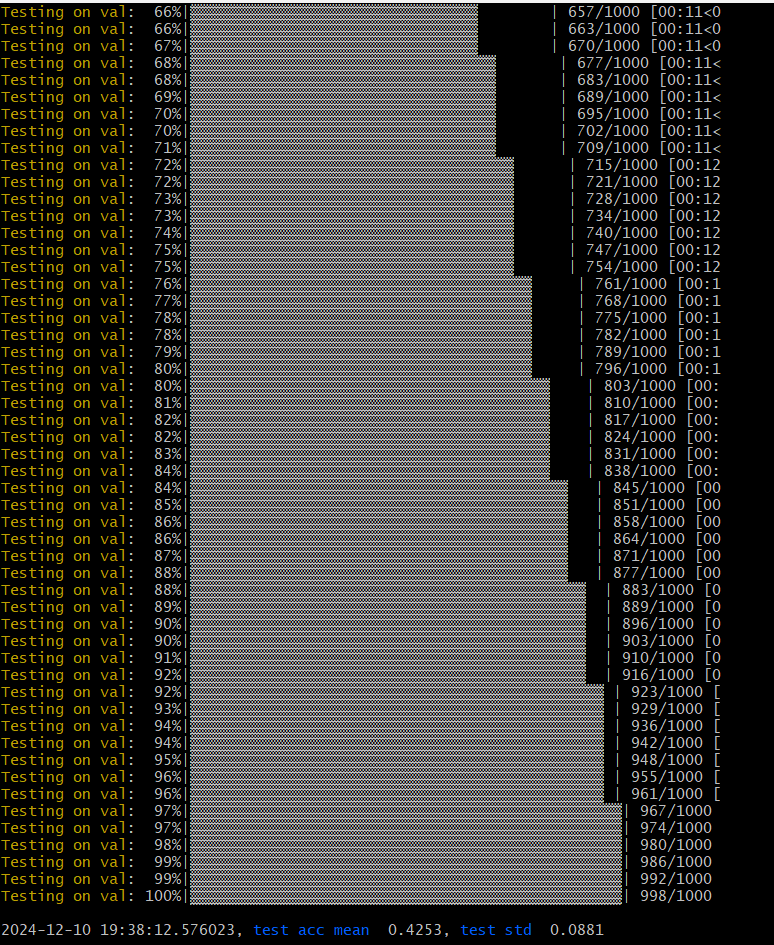 Testing on val:  66%| | 657/1000 [00:11<0
Testing on val:  66%| | 663/1000 [00:11<0
Testing on val:  67%| | 670/1000 [00:11<0
Testing on val:  68%| | 677/1000 [00:11<
Testing on val:  68%| | 683/1000 [00:11<
Testing on val:  69%| | 689/1000 [00:11<
Testing on val:  70%| | 695/1000 [00:11<
Testing on val:  70%| | 702/1000 [00:11<
Testing on val:  71%| | 709/1000 [00:11<
Testing on val:  72%| | 715/1000 [00:12
Testing on val:  72%| | 721/1000 [00:12
Testing on val:  73%| | 728/1000 [00:12
Testing on val:  73%| | 734/1000 [00:12
Testing on val:  74%| | 740/1000 [00:12
Testing on val:  75%| | 747/1000 [00:12
Testing on val:  75%| | 754/1000 [00:12
Testing on val:  76%| | 761/1000 [00:1
Testing on val:  77%| | 768/1000 [00:1
Testing on val:  78%| | 775/1000 [00:1
Testing on val:  78%| | 782/1000 [00:1
Testing on val:  79%| | 789/1000 [00:1
Testing on val:  80%| | 796/1000 [00:1
Testing on val:  80%| | 803/1000 [00:
Testing on val:  81%| | 810/1000 [00:
Testing on val:  82%| | 817/1000 [00:
Testing on val:  82%| | 824/1000 [00:
Testing on val:  83%| | 831/1000 [00:
Testing on val:  84%| | 838/1000 [00:
Testing on val:  84%| | 845/1000 [00
Testing on val:  85%| | 851/1000 [00
Testing on val:  86%| | 858/1000 [00
Testing on val:  86%| | 864/1000 [00
Testing on val:  87%| | 871/1000 [00
Testing on val:  88%| | 877/1000 [00
Testing on val:  88%| | 883/1000 [0
Testing on val:  89%| | 889/1000 [0
Testing on val:  90%| | 896/1000 [0
Testing on val:  90%| | 903/1000 [0
Testing on val:  91%| | 910/1000 [0
Testing on val:  92%| | 916/1000 [0
Testing on val:  92%| | 923/1000 [
Testing on val:  93%| | 929/1000 [
Testing on val:  94%| | 936/1000 [
Testing on val:  94%| | 942/1000 [
Testing on val:  95%| | 948/1000 [
Testing on val:  96%| | 955/1000 [
Testing on val:  96%| | 961/1000 [
Testing on val:  97%| | 967/1000
Testing on val:  97%| | 974/1000
Testing on val:  98%| | 980/1000
Testing on val:  99%| | 986/1000
Testing on val:  99%| | 992/1000
Testing on val: 100%| | 998/1000
2024-12-10 19:38:12.576023, test acc mean  0.4253, test std  0.0881